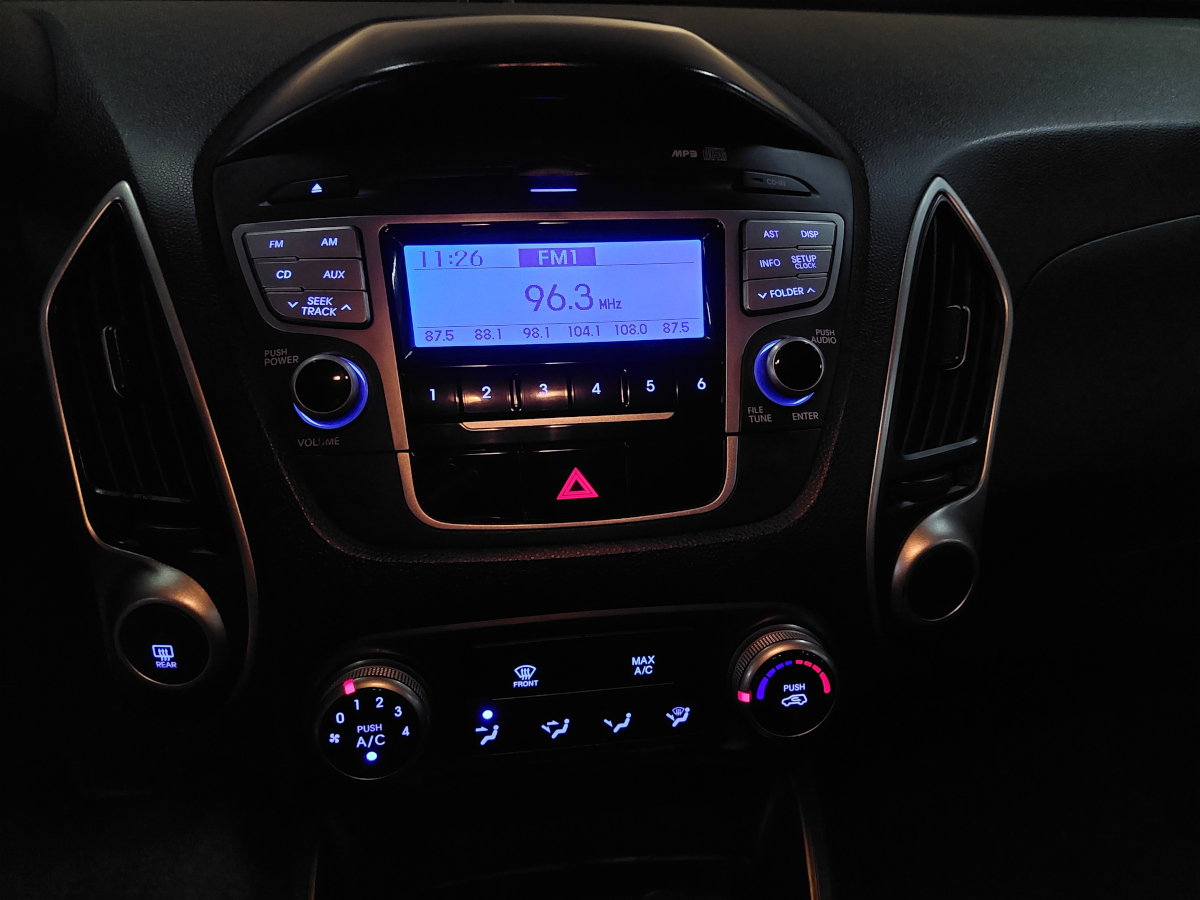 MP3
CD-IN
FM AM
CD AUX
SEEK
TRACK
PUSH
POWER
VOLUME
11:26 FM1
96.3 MHz
87.5 88.1 98.1 104.1 108.0 87.5
1 2 3 4 5 6
AST DISP
INFO SETUP
CLOCK
FOLDER
PUSH
AUDIO
FILE
TUNE
ENTER
REAR
FRONT
MAX
A/C
0 1 2 3 4
PUSH
A/C
PUSH